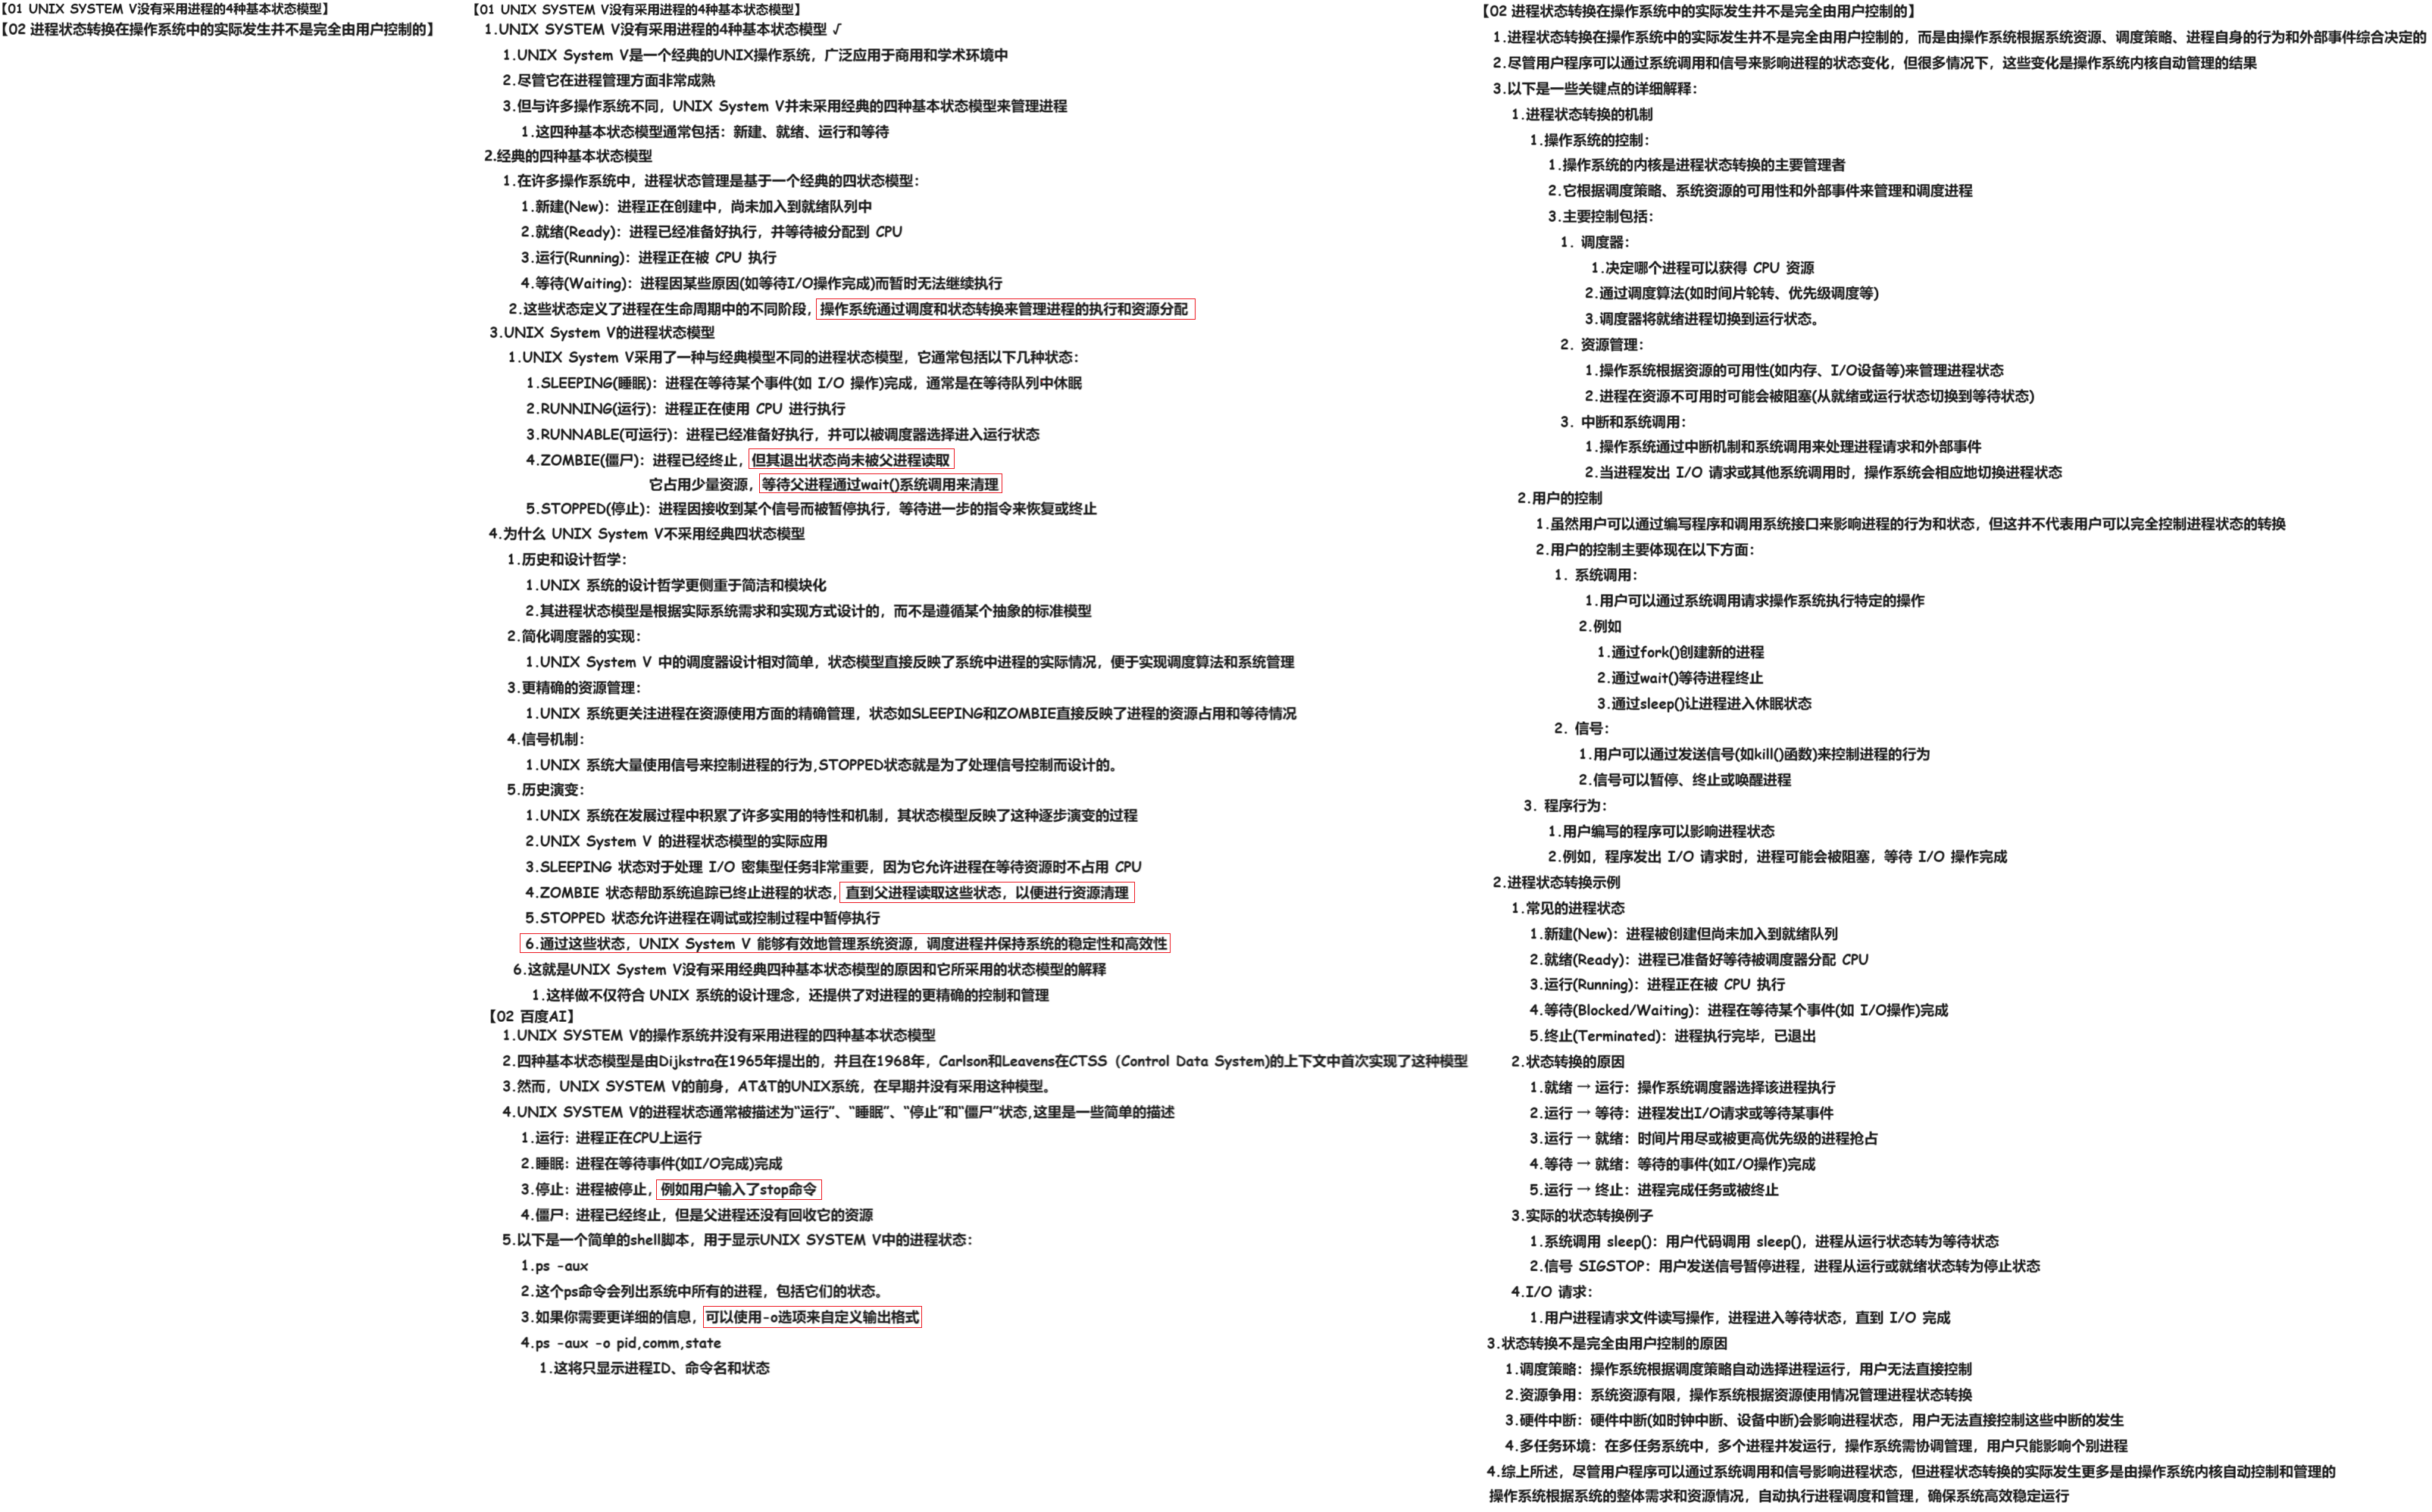 【01 UNIX SYSTEM V没有采用进程的4种基本状态模型】
【02 进程状态转换在操作系统中的实际发生并不是完全由用户控制的】
【01 UNIX SYSTEM V没有采用进程的4种基本状态模型】
1.UNIX SYSTEM V没有采用进程的4种基本状态模型 √
1.UNIX System V是一个经典的UNIX操作系统，广泛应用于商用和学术环境中
2.尽管它在进程管理方面非常成熟
3.但与许多操作系统不同，UNIX System V并未采用经典的四种基本状态模型来管理进程
1.这四种基本状态模型通常包括：新建、就绪、运行和等待
2.经典的四种基本状态模型
1.在许多操作系统中，进程状态管理是基于一个经典的四状态模型：
1.新建(New)：进程正在创建中，尚未加入到就绪队列中
2.就绪(Ready)：进程已经准备好执行，并等待被分配到 CPU
3.运行(Running)：进程正在被 CPU 执行
4.等待(Waiting)：进程因某些原因(如等待I/O操作完成)而暂时无法继续执行
2.这些状态定义了进程在生命周期中的不同阶段，操作系统通过调度和状态转换来管理进程的执行和资源分配
3.UNIX System V的进程状态模型
1.UNIX System V采用了一种与经典模型不同的进程状态模型，它通常包括以下几种状态：
1.SLEEPING(睡眠)：进程在等待某个事件(如 I/O 操作)完成，通常是在等待队列中休眠
2.RUNNING(运行)：进程正在使用 CPU 进行执行
3.RUNNABLE(可运行)：进程已经准备好执行，并可以被调度器选择进入运行状态
4.ZOMBIE(僵尸)：进程已经终止，但其退出状态尚未被父进程读取
它占用少量资源，等待父进程通过wait()系统调用来清理
5.STOPPED(停止)：进程因接收到某个信号而被暂停执行，等待进一步的指令来恢复或终止
4.为什么 UNIX System V不采用经典四状态模型
1.历史和设计哲学：
1.UNIX 系统的设计哲学更侧重于简洁和模块化
2.其进程状态模型是根据实际系统需求和实现方式设计的，而不是遵循某个抽象的标准模型
2.简化调度器的实现：
1.UNIX System V 中的调度器设计相对简单，状态模型直接反映了系统中进程的实际情况，便于实现调度算法和系统管理
3.更精确的资源管理：
1.UNIX 系统更关注进程在资源使用方面的精确管理，状态如SLEEPING和ZOMBIE直接反映了进程的资源占用和等待情况
4.信号机制：
1.UNIX 系统大量使用信号来控制进程的行为,STOPPED状态就是为了处理信号控制而设计的。
5.历史演变：
1.UNIX 系统在发展过程中积累了许多实用的特性和机制，其状态模型反映了这种逐步演变的过程
2.UNIX System V 的进程状态模型的实际应用
3.SLEEPING 状态对于处理 I/O 密集型任务非常重要，因为它允许进程在等待资源时不占用 CPU
4.ZOMBIE 状态帮助系统追踪已终止进程的状态，直到父进程读取这些状态，以便进行资源清理
5.STOPPED 状态允许进程在调试或控制过程中暂停执行
6.通过这些状态，UNIX System V 能够有效地管理系统资源，调度进程并保持系统的稳定性和高效性
6.这就是UNIX System V没有采用经典四种基本状态模型的原因和它所采用的状态模型的解释
1.这样做不仅符合 UNIX 系统的设计理念，还提供了对进程的更精确的控制和管理
【02 百度AI】
1.UNIX SYSTEM V的操作系统并没有采用进程的四种基本状态模型
2.四种基本状态模型是由Dijkstra在1965年提出的，并且在1968年，Carlson和Leavens在CTSS（Control Data System)的上下文中首次实现了这种模型
3.然而，UNIX SYSTEM V的前身，AT&T的UNIX系统，在早期并没有采用这种模型。
4.UNIX SYSTEM V的进程状态通常被描述为“运行”、“睡眠”、“停止”和“僵尸”状态,这里是一些简单的描述
1.运行：进程正在CPU上运行
2.睡眠：进程在等待事件(如I/O完成)完成
3.停止：进程被停止，例如用户输入了stop命令
4.僵尸：进程已经终止，但是父进程还没有回收它的资源
5.以下是一个简单的shell脚本，用于显示UNIX SYSTEM V中的进程状态：
1.ps -aux
2.这个ps命令会列出系统中所有的进程，包括它们的状态。
3.如果你需要更详细的信息，可以使用-o选项来自定义输出格式
4.ps -aux -o pid,comm,state
1.这将只显示进程ID、命令名和状态
【02 进程状态转换在操作系统中的实际发生并不是完全由用户控制的】
1.进程状态转换在操作系统中的实际发生并不是完全由用户控制的，而是由操作系统根据系统资源、调度策略、进程自身的行为和外部事件综合决定的
2.尽管用户程序可以通过系统调用和信号来影响进程的状态变化，但很多情况下，这些变化是操作系统内核自动管理的结果
3.以下是一些关键点的详细解释：
1.进程状态转换的机制
1.操作系统的控制：
1.操作系统的内核是进程状态转换的主要管理者
2.它根据调度策略、系统资源的可用性和外部事件来管理和调度进程
3.主要控制包括：
1. 调度器：
1.决定哪个进程可以获得 CPU 资源
2.通过调度算法(如时间片轮转、优先级调度等)
3.调度器将就绪进程切换到运行状态。
2. 资源管理：
1.操作系统根据资源的可用性(如内存、I/O设备等)来管理进程状态
2.进程在资源不可用时可能会被阻塞(从就绪或运行状态切换到等待状态)
3. 中断和系统调用：
1.操作系统通过中断机制和系统调用来处理进程请求和外部事件
2.当进程发出 I/O 请求或其他系统调用时，操作系统会相应地切换进程状态
2.用户的控制
1.虽然用户可以通过编写程序和调用系统接口来影响进程的行为和状态，但这并不代表用户可以完全控制进程状态的转换
2.用户的控制主要体现在以下方面：
1. 系统调用：
1.用户可以通过系统调用请求操作系统执行特定的操作
2.例如
1.通过fork()创建新的进程
2.通过wait()等待进程终止
3.通过sleep()让进程进入休眠状态
2. 信号：
1.用户可以通过发送信号(如kill()函数)来控制进程的行为
2.信号可以暂停、终止或唤醒进程
3. 程序行为：
1.用户编写的程序可以影响进程状态
2.例如，程序发出 I/O 请求时，进程可能会被阻塞，等待 I/O 操作完成
2.进程状态转换示例
1.常见的进程状态
1.新建(New)：进程被创建但尚未加入到就绪队列
2.就绪(Ready)：进程已准备好等待被调度器分配 CPU
3.运行(Running)：进程正在被 CPU 执行
4.等待(Blocked/Waiting)：进程在等待某个事件(如 I/O操作)完成
5.终止(Terminated)：进程执行完毕，已退出
2.状态转换的原因
1.就绪 → 运行：操作系统调度器选择该进程执行
2.运行 → 等待：进程发出I/O请求或等待某事件
3.运行 → 就绪：时间片用尽或被更高优先级的进程抢占
4.等待 → 就绪：等待的事件(如I/O操作)完成
5.运行 → 终止：进程完成任务或被终止
3.实际的状态转换例子
1.系统调用 sleep()：用户代码调用 sleep()，进程从运行状态转为等待状态
2.信号 SIGSTOP：用户发送信号暂停进程，进程从运行或就绪状态转为停止状态
4.I/O 请求：
1.用户进程请求文件读写操作，进程进入等待状态，直到 I/O 完成
3.状态转换不是完全由用户控制的原因
1.调度策略：操作系统根据调度策略自动选择进程运行，用户无法直接控制
2.资源争用：系统资源有限，操作系统根据资源使用情况管理进程状态转换
3.硬件中断：硬件中断(如时钟中断、设备中断)会影响进程状态，用户无法直接控制这些中断的发生
4.多任务环境：在多任务系统中，多个进程并发运行，操作系统需协调管理，用户只能影响个别进程
4.综上所述，尽管用户程序可以通过系统调用和信号影响进程状态，但进程状态转换的实际发生更多是由操作系统内核自动控制和管理的
操作系统根据系统的整体需求和资源情况，自动执行进程调度和管理，确保系统高效稳定运行